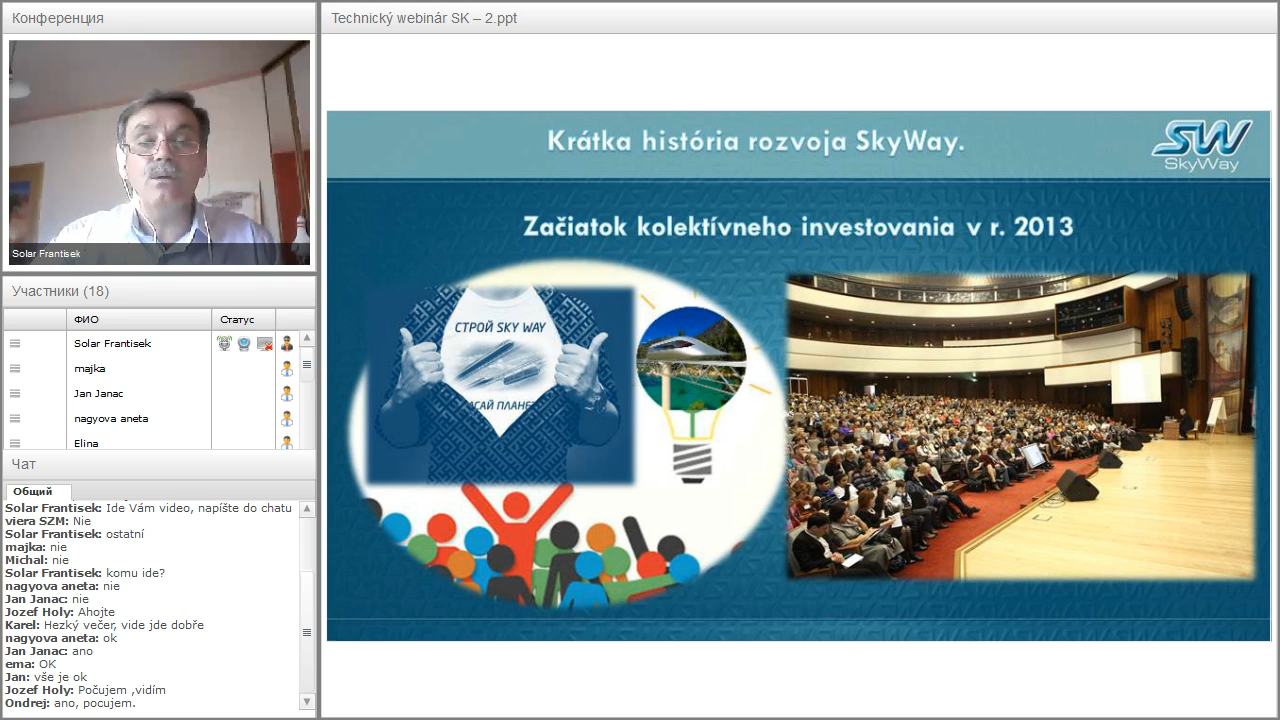 Конференция
Solar Frantisek
Участники (18)
ФИО
Статус
Solar Frantisek
majka
Jan Janac
nagyova aneta
Elina
Чат
Общий
Solar Frantisek: Ide Vám video, napíšte do chatu
viera SZM: Nie
Solar Frantisek: ostatní
majka: nie
Michal: nie
Solar Frantisek: komu ide?
nagyova aneta: nie
Jan Janac: nie
Jozef Holy: Ahojte
Karel: Hezký večer, vide jde dobře
nagyova aneta: ok
Jan Janac: ano
ema: OK
Jan: vše je ok
Jozef Holy: Počujem ,vidím
Ondrej: ano, pocujem.
Technický webinár SK – 2.ppt
Krátka história rozvoja SkyWay.
SW
SkyWay
Začiatok kolektívneho investovania v r. 2013
СТРОЙ SKY WAY
АСАЙ ПЛАНЕ